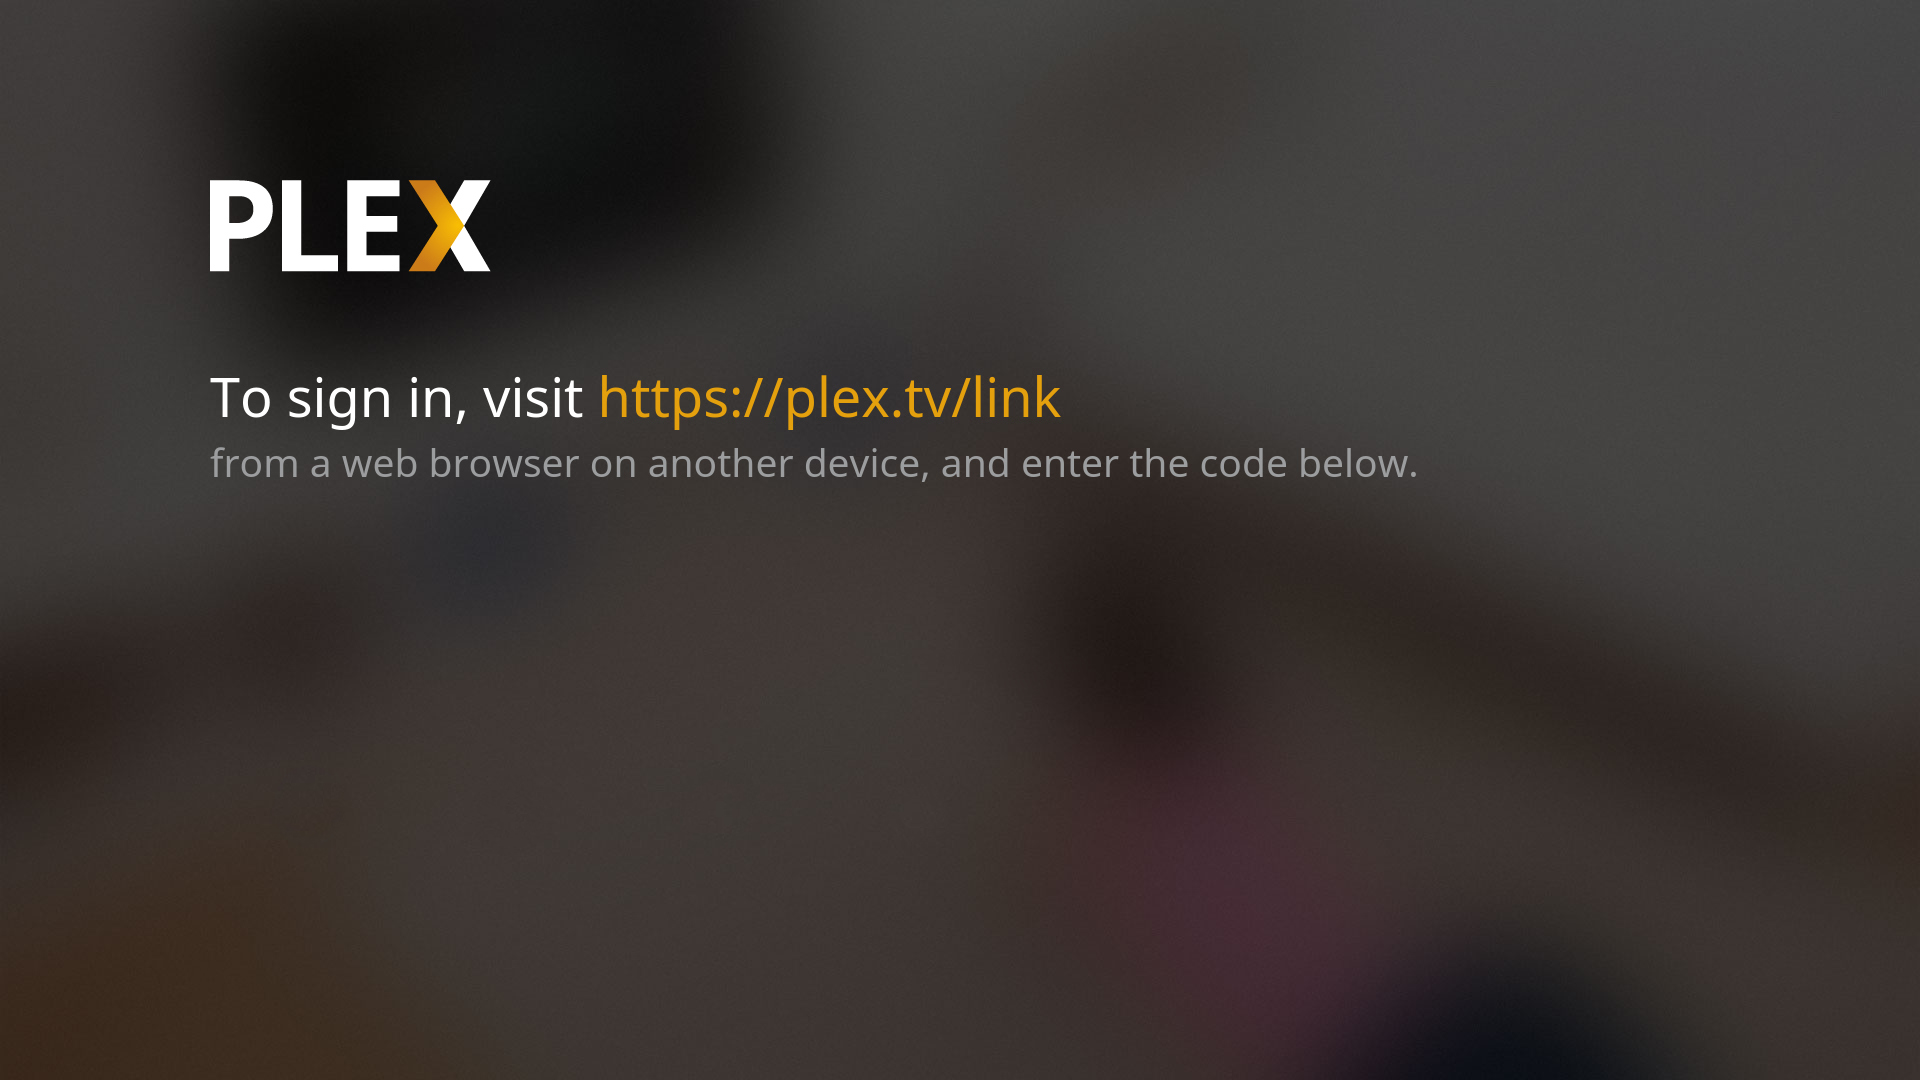 PLEX
To sign in, visit https://plex.tv/link
from a web browser on another device, and enter the code below.